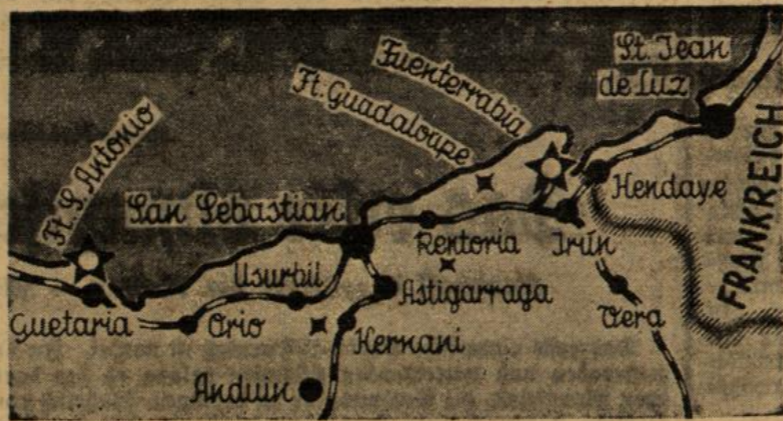 St. Jean
de Luz
Fuenterrabia
Ft. Guadaloupe
Ft. S. Antonio
San Sebastian
Hendaye
FRANKREICH
Rentoria
Irún
Usurbil
Astigarraga
Vera
Guetaria
Orio
Hernani
Anduin